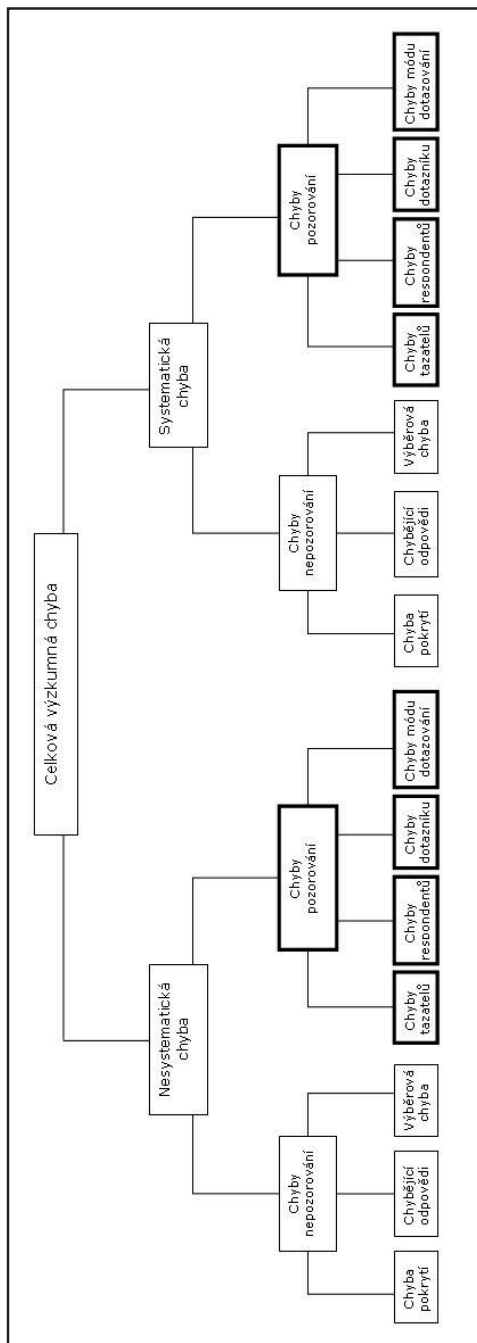 Celková výzkumná chyba
Nesystematická
chyba
Systematická
chyba
Chyby
nepozorování
Chyby
pozorování
Chyby
nepozorování
Chyby
pozorování
Chyba
pokrytí
Chybějící
odpovědi
Výběrová
chyba
Chyby
tazatelů
Chyby
respondentů
Chyby
dotazníku
Chyby módu
dotazování
Chyba
pokrytí
Chybějící
odpovědi
Výběrová
chyba
Chyby
tazatelů
Chyby
respondentů
Chyby
dotazníku
Chyby módu
dotazování